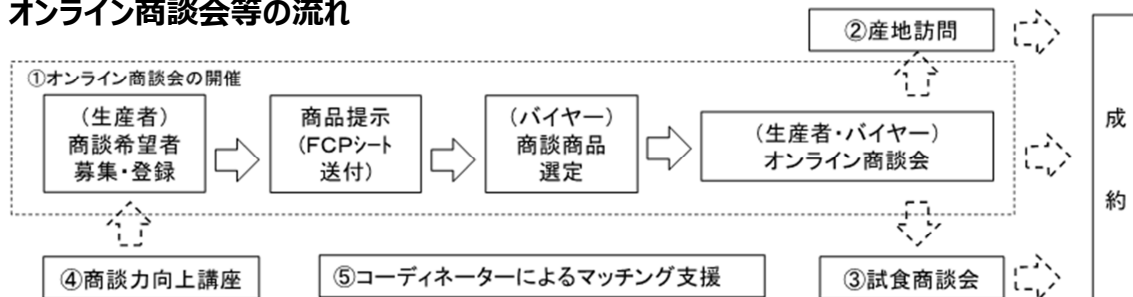 オンライン商談会等の流れ
②産地訪問
①オンライン商談会の開催
（生産者）
商談希望者
募集・登録
商品提示
(FCPｼｰﾄ
送付）
（バイヤー）
商談商品
選定
（生産者・バイヤー）
オンライン商談会
成
約
④商談力向上講座
⑤コーディネーターによるマッチング支援
③試食商談会